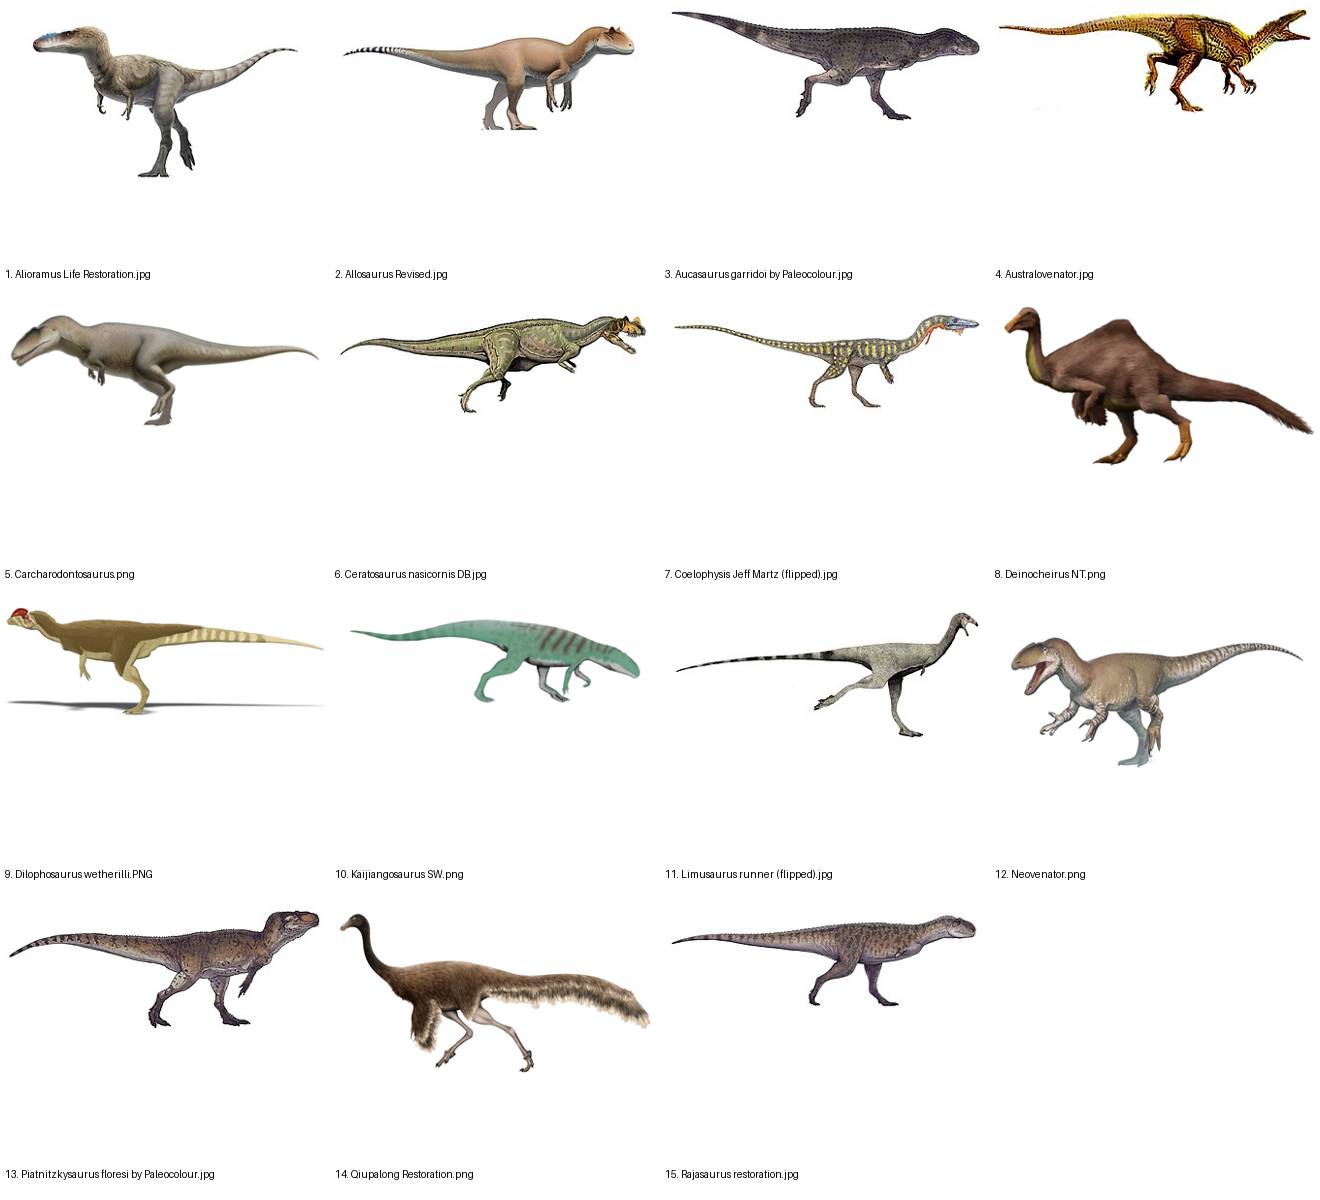 1. Alioramus Life Restoration.jpg
2. Allosaurus Revised.jpg
3. Aucasaurus garridoi by Paleocolour.jpg
4. Australovenator.jpg
5. Carcharodontosaurus.png
6. Ceratosaurus nasicornis DB.jpg
7. Coelophysis Jeff Martz (flipped).jpg
8. Deinocheirus NT.png
9. Dilophosaurus wetherilli.PNG
10. Kaijiangosaurus SW.png
11. Limusaurus runner (flipped).jpg
12. Neovenator.png
13. Piatnitzkysaurus floresi by Paleocolour.jpg
14. Qiupalong Restoration.png
15. Rajasaurus restoration.jpg